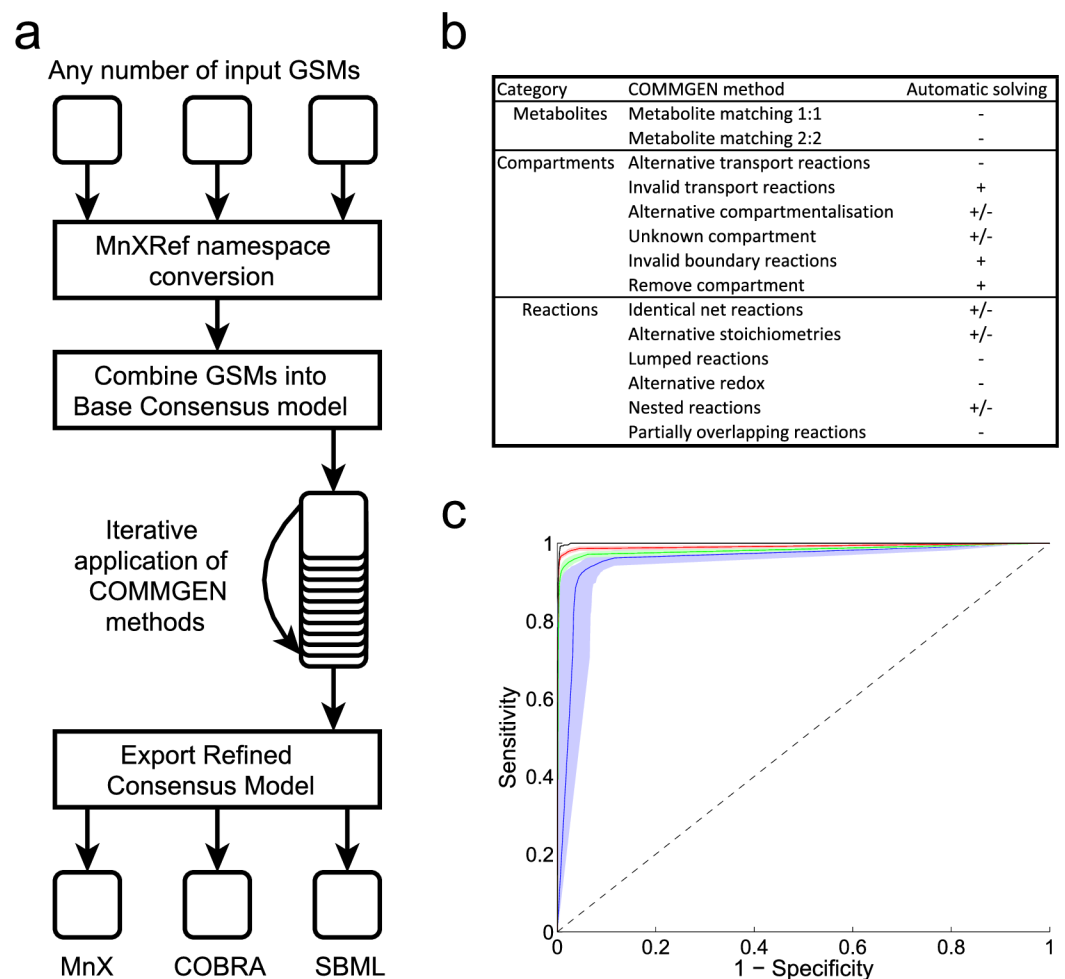 a
Any number of input GSMs
MnXRef namespace
conversion
Combine GSMs into
Base Consensus model
Iterative
application of
COMMGEN
methods
Export Refined
Consensus Model
MnX COBRA SBML
b
Category COMMGEN method Automatic solving
Metabolites Metabolite matching 1:1 -
Metabolite matching 2:2 -
Compartments Alternative transport reactions -
Invalid transport reactions +
Alternative compartmentalisation +/-
Unknown compartment +/-
Invalid boundary reactions +
Remove compartment +
Reactions Identical net reactions +/-
Alternative stoichiometries +/-
Lumped reactions -
Alternative redox -
Nested reactions +/-
Partially overlapping reactions -
c
1
0.8
0.6
0.4
0.2
0
Sensitivity
0 0.2 0.4 0.6 0.8 1
1 − Specificity